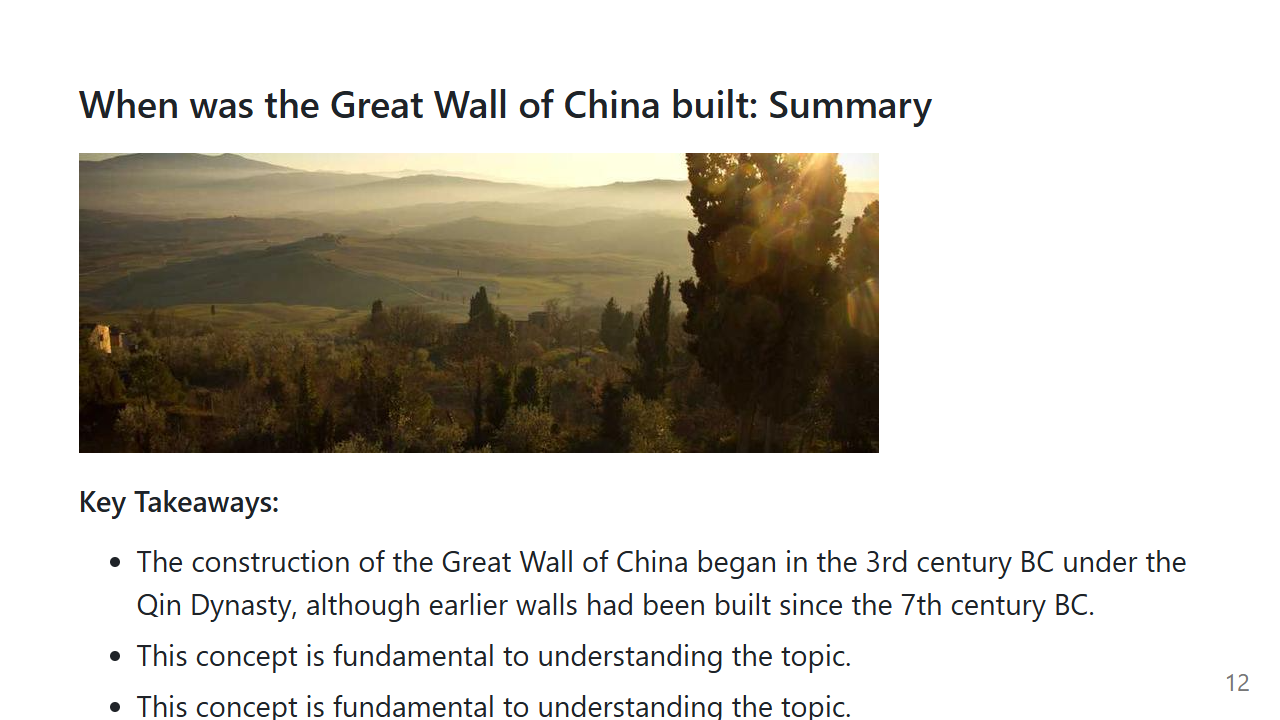 When was the Great Wall of China built: Summary
Key Takeaways:
The construction of the Great Wall of China began in the 3rd century BC under the
Qin Dynasty, although earlier walls had been built since the 7th century BC.
This concept is fundamental to understanding the topic.
This concept is fundamental to understanding the topic.
12